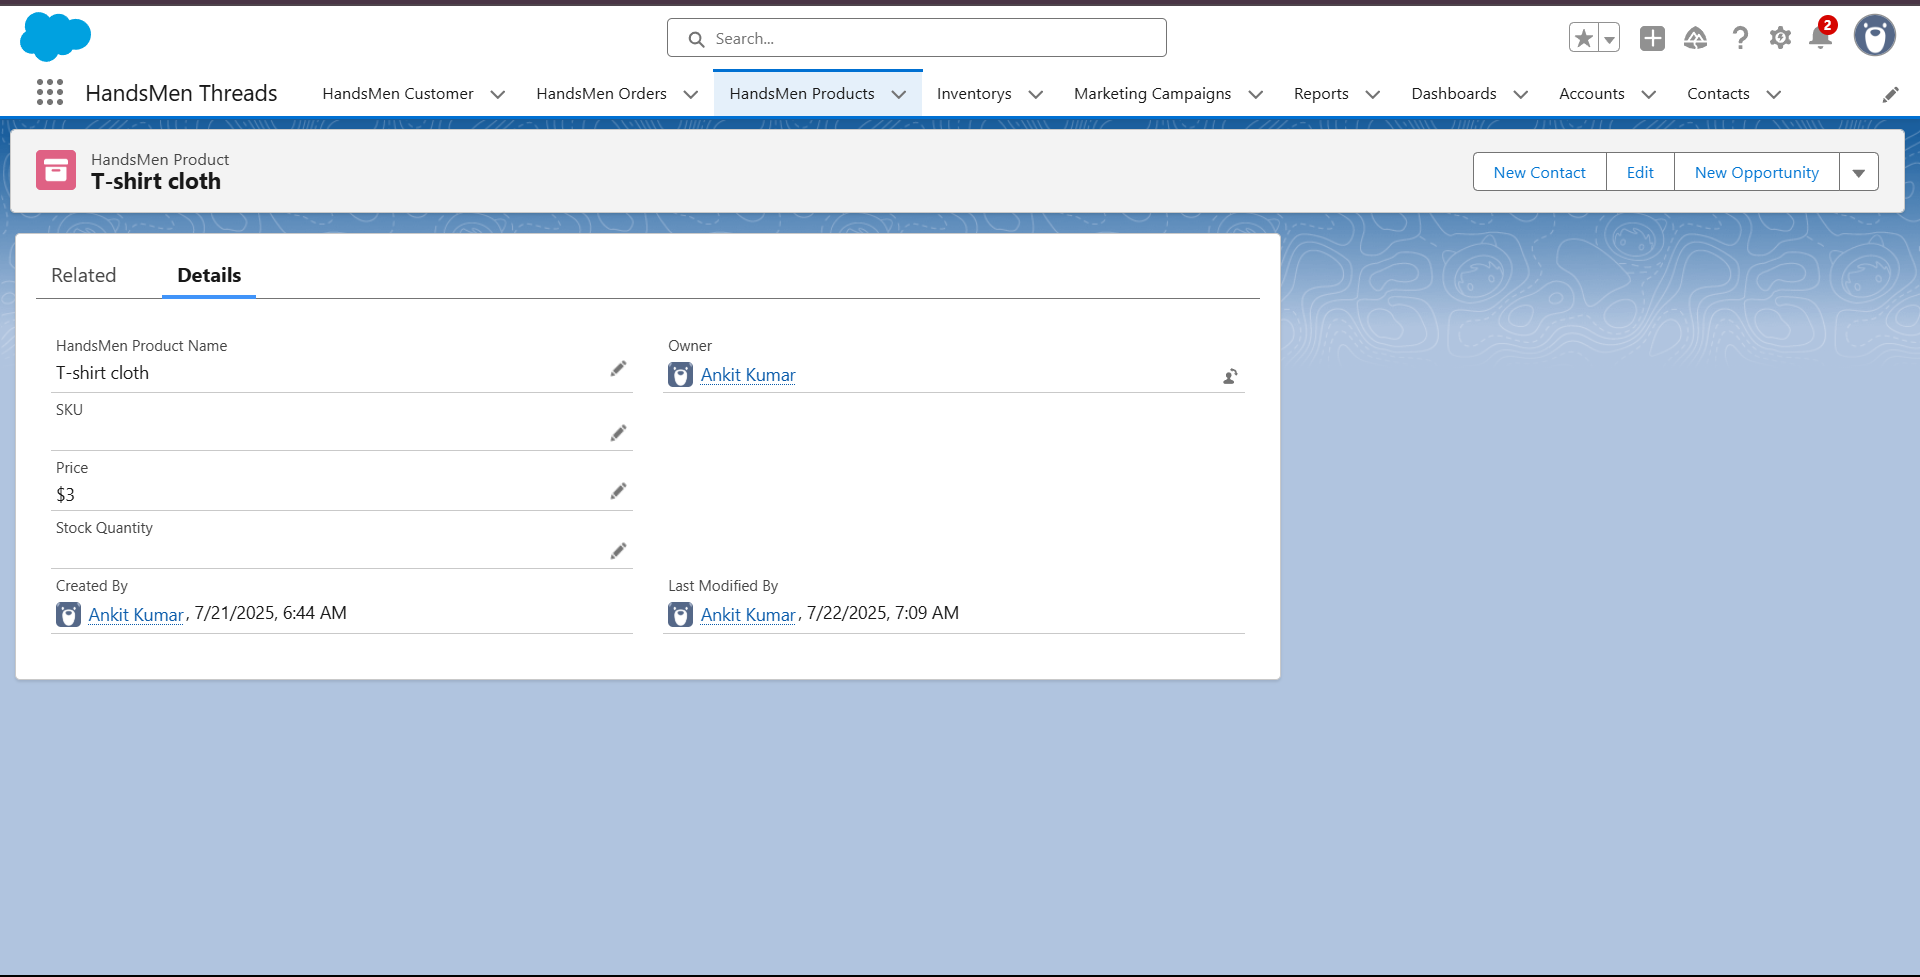 Search...
2
HandsMen Threads
HandsMen Customer
HandsMen Orders
HandsMen Products
Inventorys
Marketing Campaigns
Reports
Dashboards
Accounts
Contacts
HandsMen Product
T-shirt cloth
New Contact
Edit
New Opportunity
Related
Details
HandsMen Product Name
T-shirt cloth
Owner
Ankit Kumar
SKU
Price
$3
Stock Quantity
Created By
Ankit Kumar, 7/21/2025, 6:44 AM
Last Modified By
Ankit Kumar, 7/22/2025, 7:09 AM